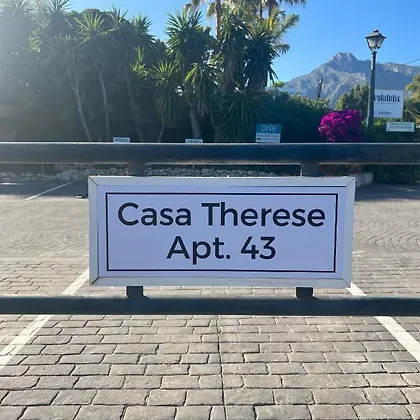 Casa Therese
Apt. 43